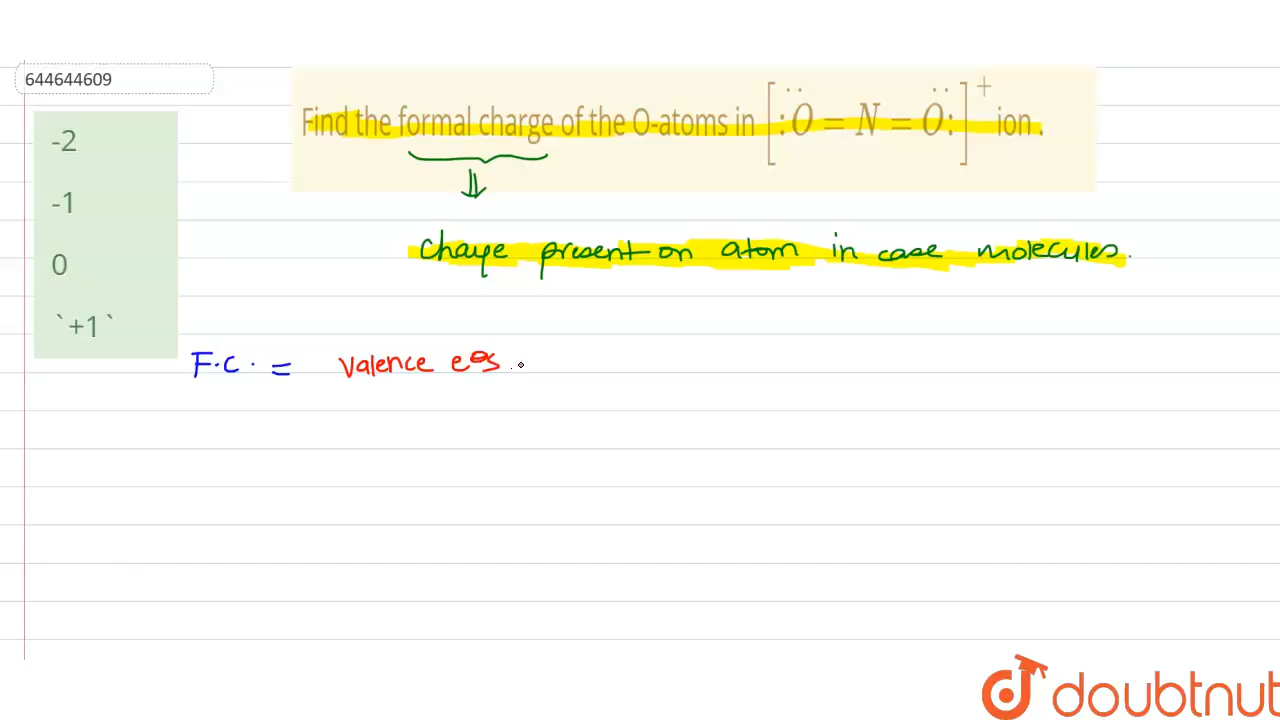 644644609
Find the formal charge of the O-atoms in [:Ö = N = Ö:]⁺ ion .
-2
-1
0
`+1`
charge present on atom in case molecules.
F.C. = Valence e⊖s
doubtnut